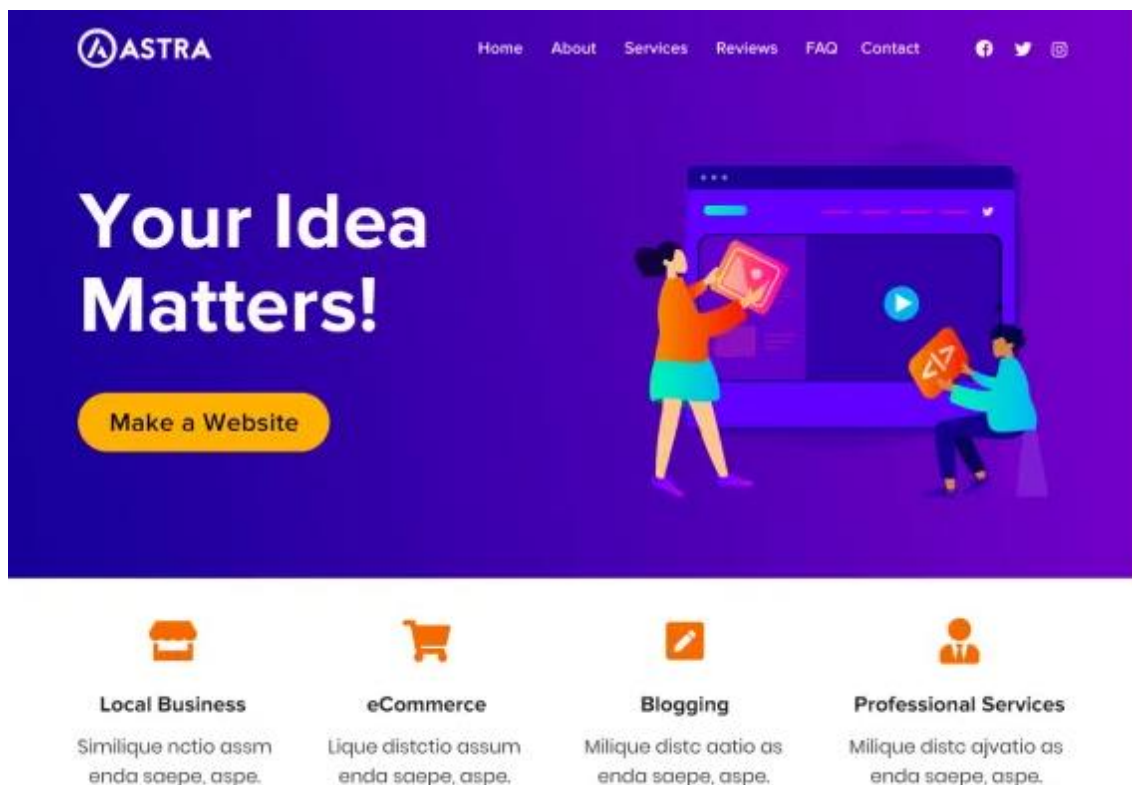 ASTRA
Home About Services Reviews FAQ Contact
Your Idea
Matters!
Make a Website
</>
Local Business
Similique nctio assm
enda saepe, aspe.
eCommerce
Lique distctio assum
enda saepe, aspe.
Blogging
Milique distc aatio as
enda saepe, aspe.
Professional Services
Milique distc ajvatio as
enda saepe, aspe.